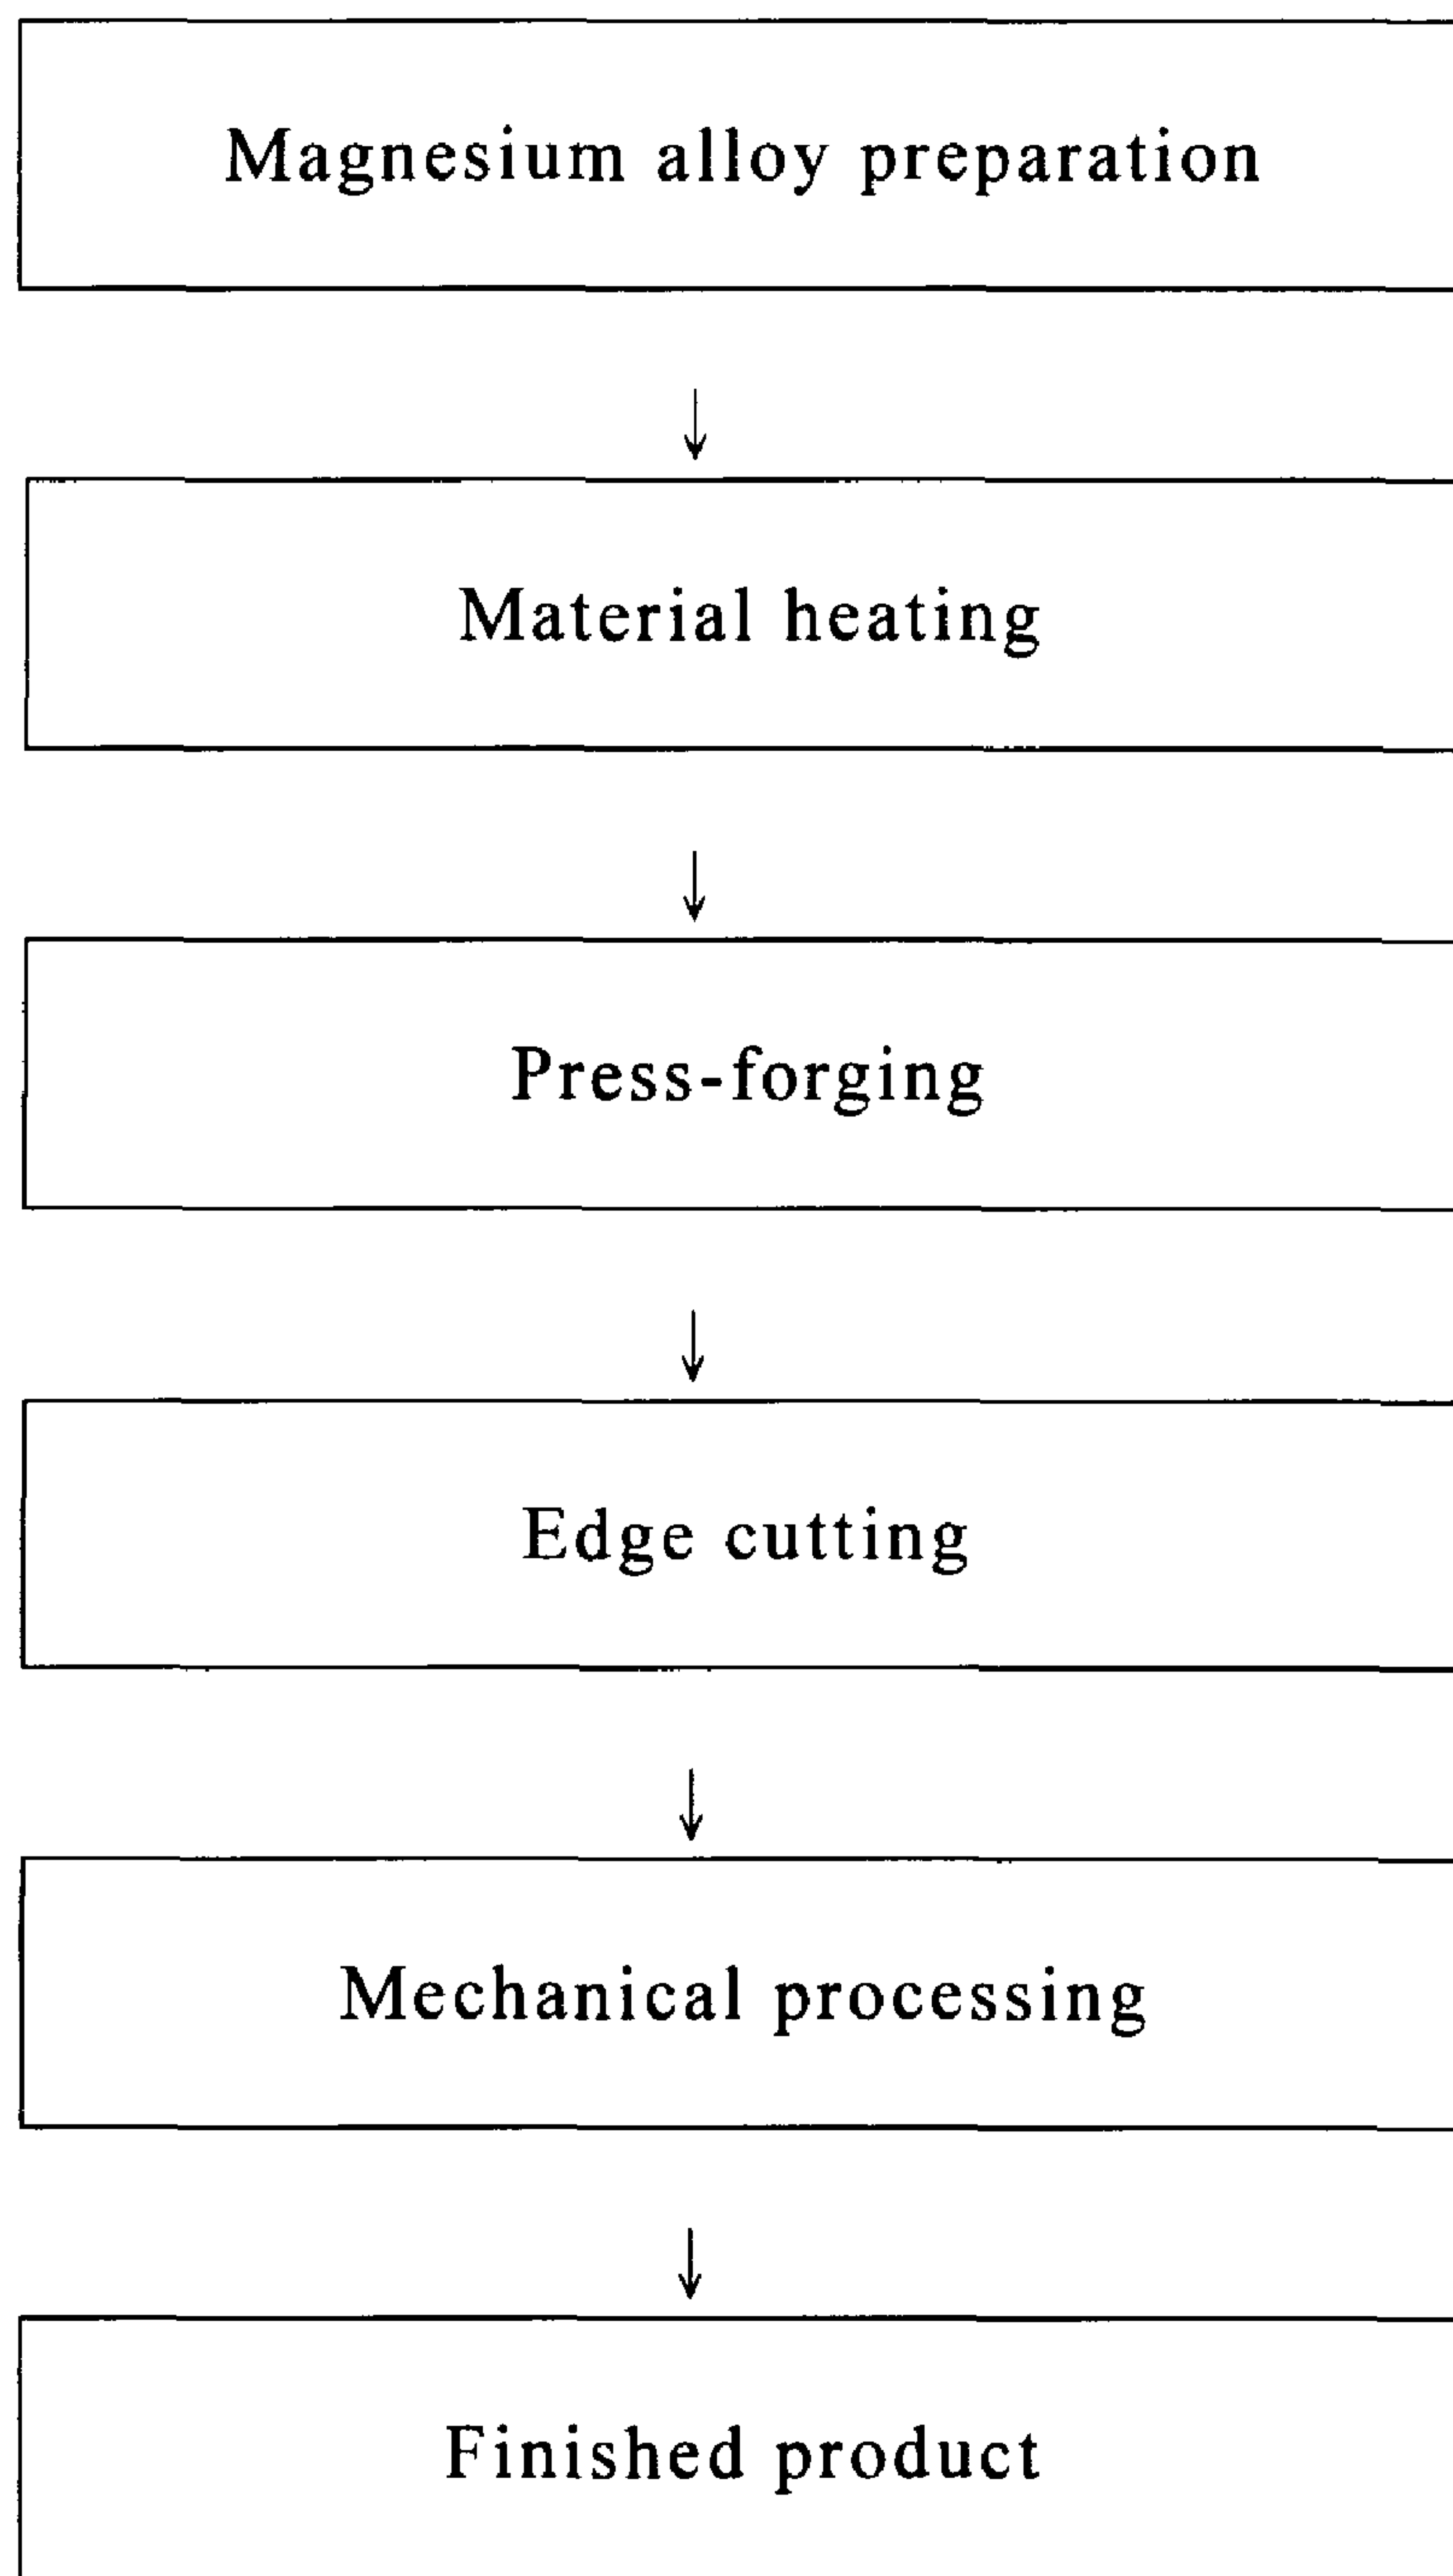 Magnesium alloy preparation
Material heating
Press-forging
Edge cutting
Mechanical processing
Finished product